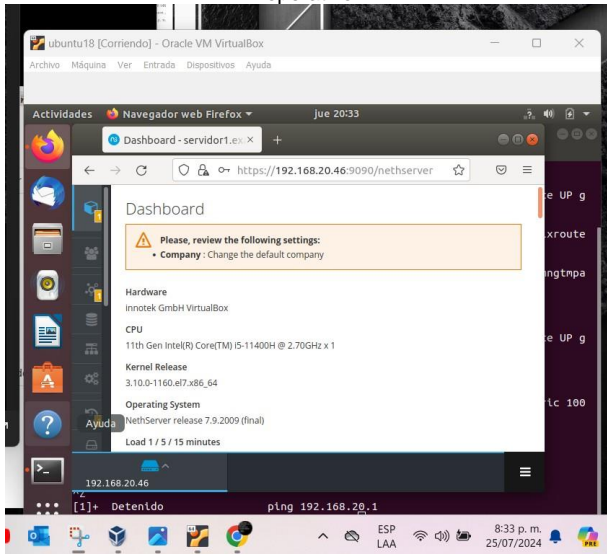 ubuntu18 [Corriendo] - Oracle VM VirtualBox
Archivo Máquina Ver Entrada Dispositivos Ayuda
Actividades Navegador web Firefox jue 20:33
Dashboard - servidor1.ex
https://192.168.20.46:9090/nethserver
Dashboard
e UP g
Please, review the following settings:
• Company : Change the default company
xroute
ngtmpa
Hardware
innotek GmbH VirtualBox
CPU
11th Gen Intel(R) Core(TM) i5-11400H @ 2.70GHz x 1
e UP g
Kernel Release
3.10.0-1160.el7.x86_64
Operating System
ic 100
NethServer release 7.9.2009 (final)
Ayuda
Load 1 / 5 / 15 minutes
192.168.20.46
^Z
[1]+ Detenido ping 192.168.20.1
ESP
LAA
8:33 p. m.
25/07/2024
PRE